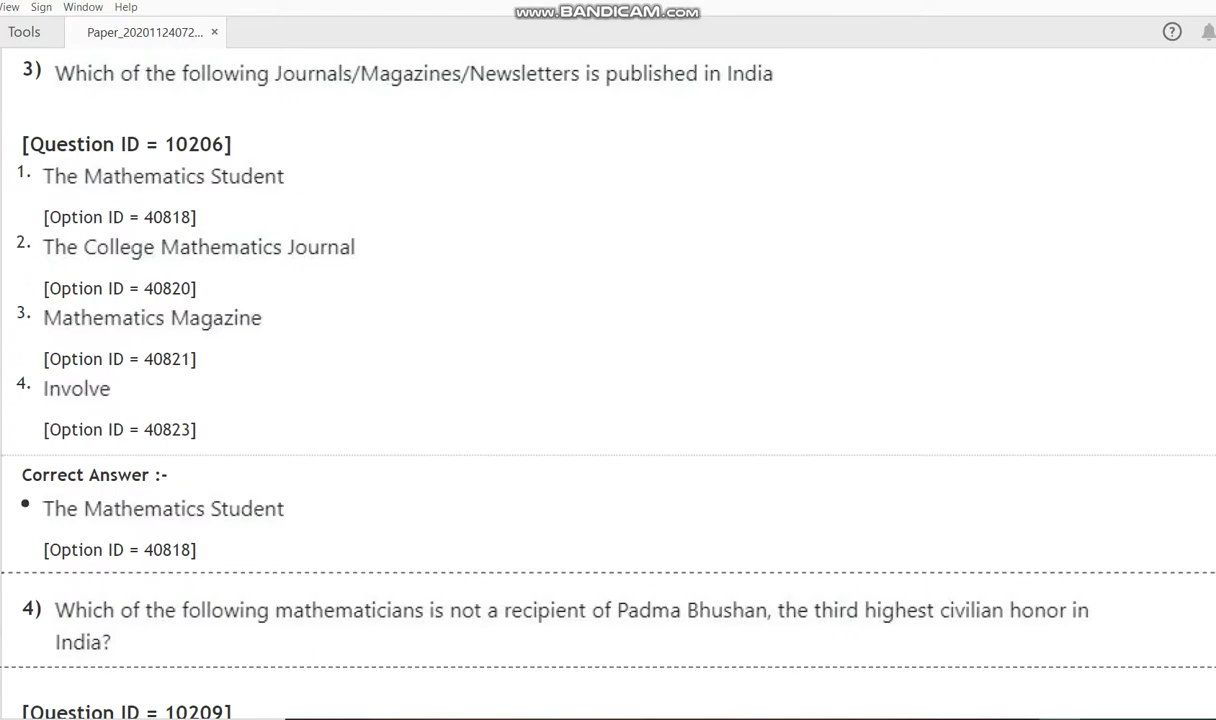 View Sign Window Help
www.BANDICAM.com
Tools Paper_20201124072... ×
3) Which of the following Journals/Magazines/Newsletters is published in India
[Question ID = 10206]
1. The Mathematics Student
[Option ID = 40818]
2. The College Mathematics Journal
[Option ID = 40820]
3. Mathematics Magazine
[Option ID = 40821]
4. Involve
[Option ID = 40823]
Correct Answer :-
• The Mathematics Student
[Option ID = 40818]
4) Which of the following mathematicians is not a recipient of Padma Bhushan, the third highest civilian honor in
India?
[Question ID = 10209]